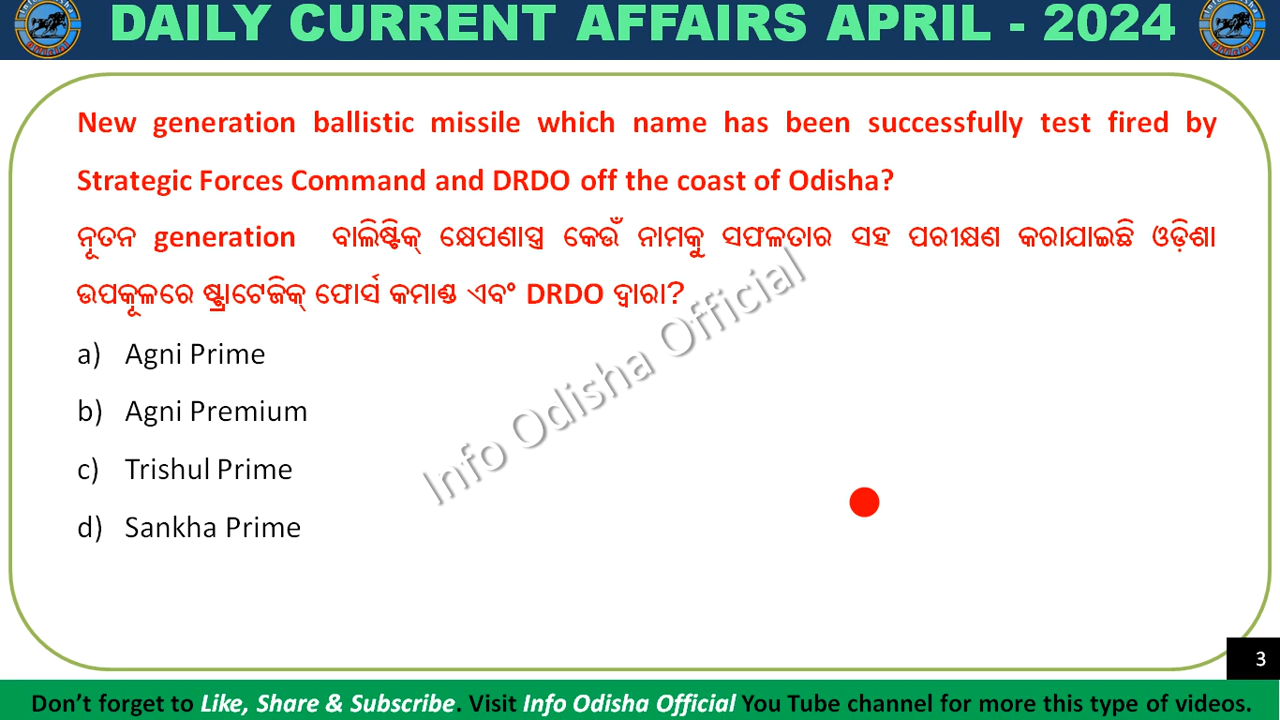 DAILY CURRENT AFFAIRS APRIL - 2024
New generation ballistic missile which name has been successfully test fired by
Strategic Forces Command and DRDO off the coast of Odisha?
ନୂତନ generation ବାଲିଷ୍ଟିକ୍ କ୍ଷେପଣାସ୍ତ୍ର କେଉଁ ନାମକୁ ସଫଳତାର ସହ ପରୀକ୍ଷଣ କରାଯାଇଛି ଓଡ଼ିଶା
ଉପକୂଳରେ ଷ୍ଟ୍ରାଟେଜିକ୍ ଫୋର୍ସ କମାଣ୍ଡ ଏବଂ DRDO ଦ୍ୱାରା?
a) Agni Prime
b) Agni Premium
c) Trishul Prime
d) Sankha Prime
Info Odisha Official
3
Don’t forget to Like, Share & Subscribe. Visit Info Odisha Official You Tube channel for more this type of videos.